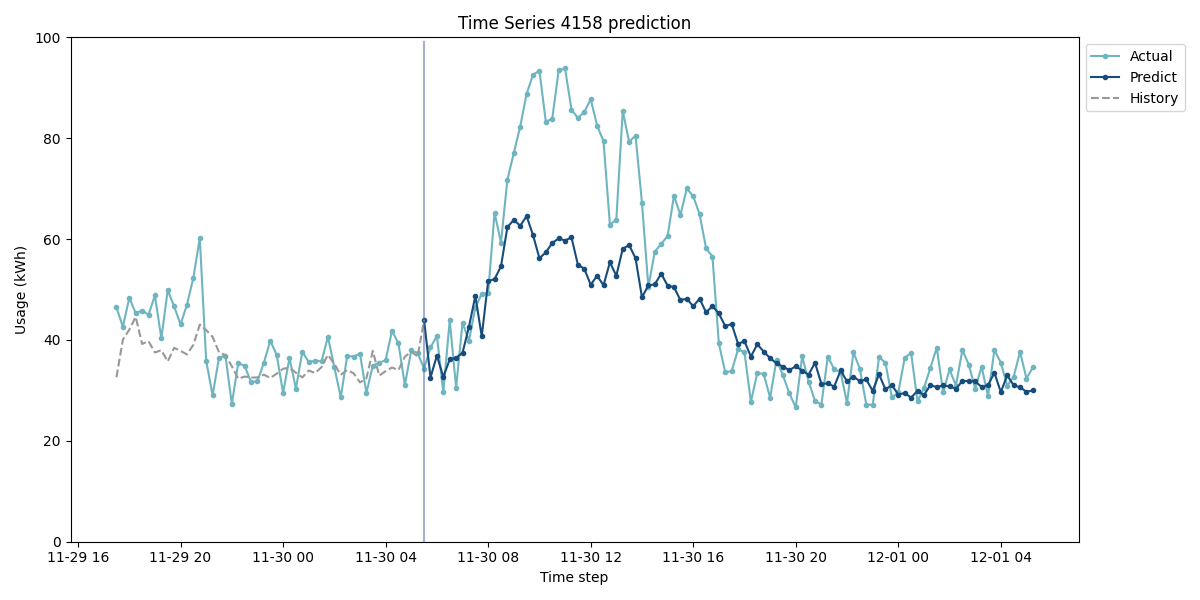 Time Series 4158 prediction
Actual
Predict
History
Usage (kWh)
100
80
60
40
20
0
11-29 16
11-29 20
11-30 00
11-30 04
11-30 08
11-30 12
11-30 16
11-30 20
12-01 00
12-01 04
Time step